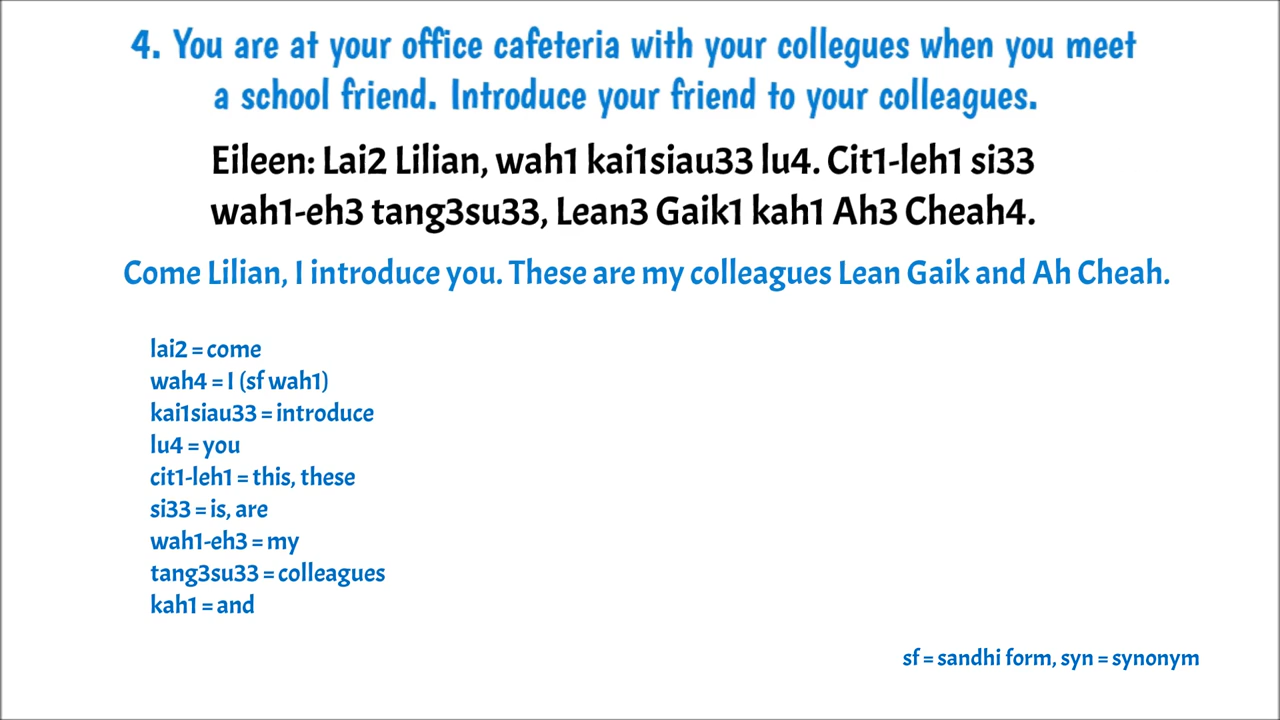 4. You are at your office cafeteria with your collegues when you meet
a school friend. Introduce your friend to your colleagues.
Eileen: Lai2 Lilian, wah1 kai1siau33 lu4. Cit1-leh1 si33
wah1-eh3 tang3su33, Lean3 Gaik1 kah1 Ah3 Cheah4.
Come Lilian, I introduce you. These are my colleagues Lean Gaik and Ah Cheah.
lai2 = come
wah4 = I (sf wah1)
kai1siau33 = introduce
lu4 = you
cit1-leh1 = this, these
si33 = is, are
wah1-eh3 = my
tang3su33 = colleagues
kah1 = and
sf = sandhi form, syn = synonym